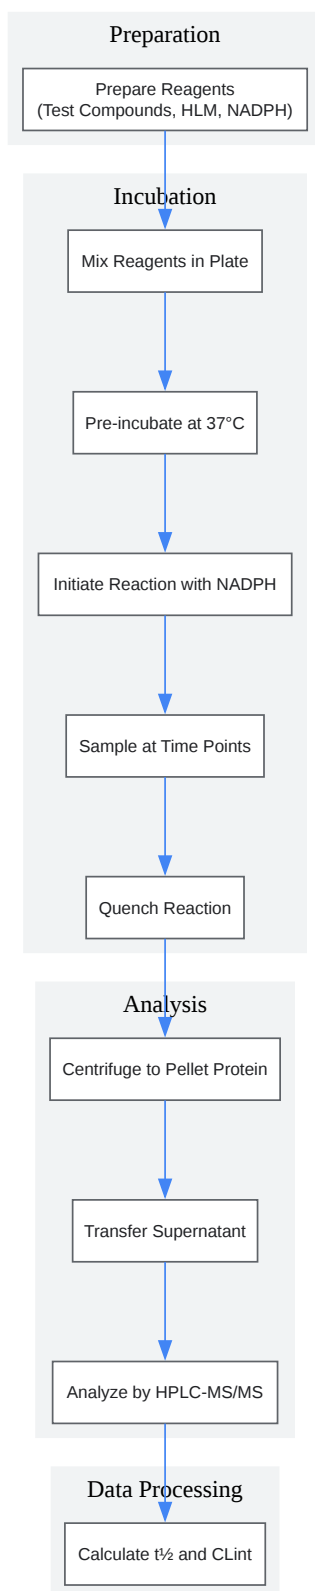 Preparation
Prepare Reagents
(Test Compounds, HLM, NADPH)
Incubation
Mix Reagents in Plate
Pre-incubate at 37°C
Initiate Reaction with NADPH
Sample at Time Points
Quench Reaction
Analysis
Centrifuge to Pellet Protein
Transfer Supernatant
Analyze by HPLC-MS/MS
Data Processing
Calculate t½ and CLint